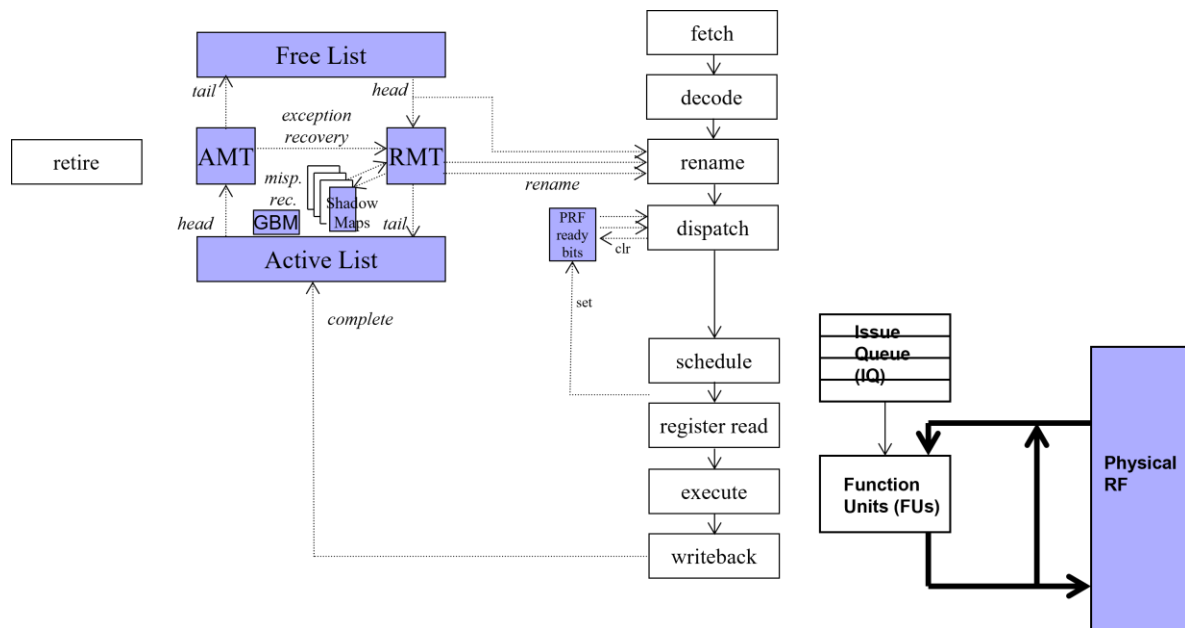 fetch
Free List
decode
tail
head
exception
recovery
retire
AMT
RMT
rename
misp.
rec.
rename
Shadow
Maps
GBM
head
tail
PRF
ready
bits
dispatch
clr
Active List
set
complete
Issue
Queue
(IQ)
schedule
register read
Physical
RF
Function
Units (FUs)
execute
writeback